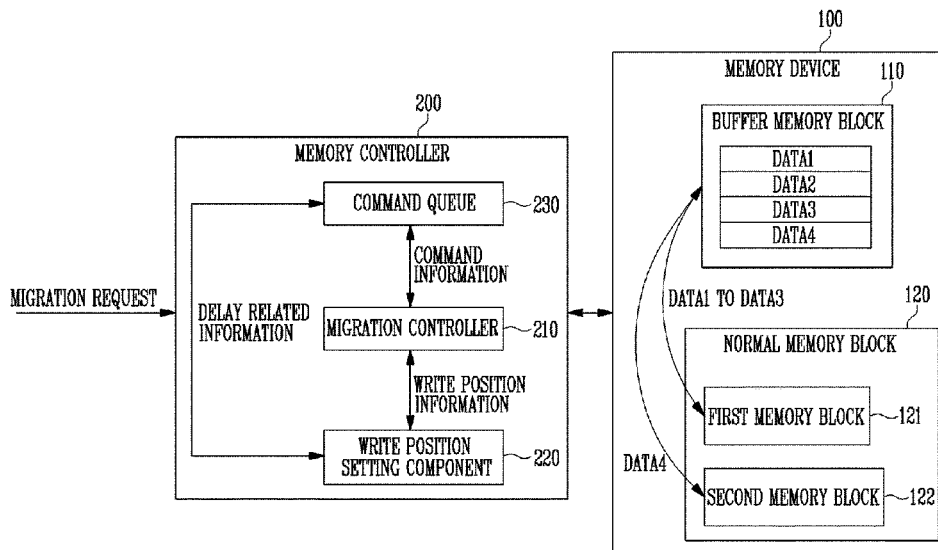 100
MEMORY DEVICE
110
BUFFER MEMORY BLOCK
DATA1
DATA2
DATA3
DATA4
200
MEMORY CONTROLLER
COMMAND QUEUE
230
COMMAND
INFORMATION
MIGRATION REQUEST
DELAY RELATED
INFORMATION
MIGRATION CONTROLLER
210
WRITE POSITION
INFORMATION
WRITE POSITION
SETTING COMPONENT
220
DATA1 TO DATA3
120
NORMAL MEMORY BLOCK
FIRST MEMORY BLOCK
121
DATA4
SECOND MEMORY BLOCK
122